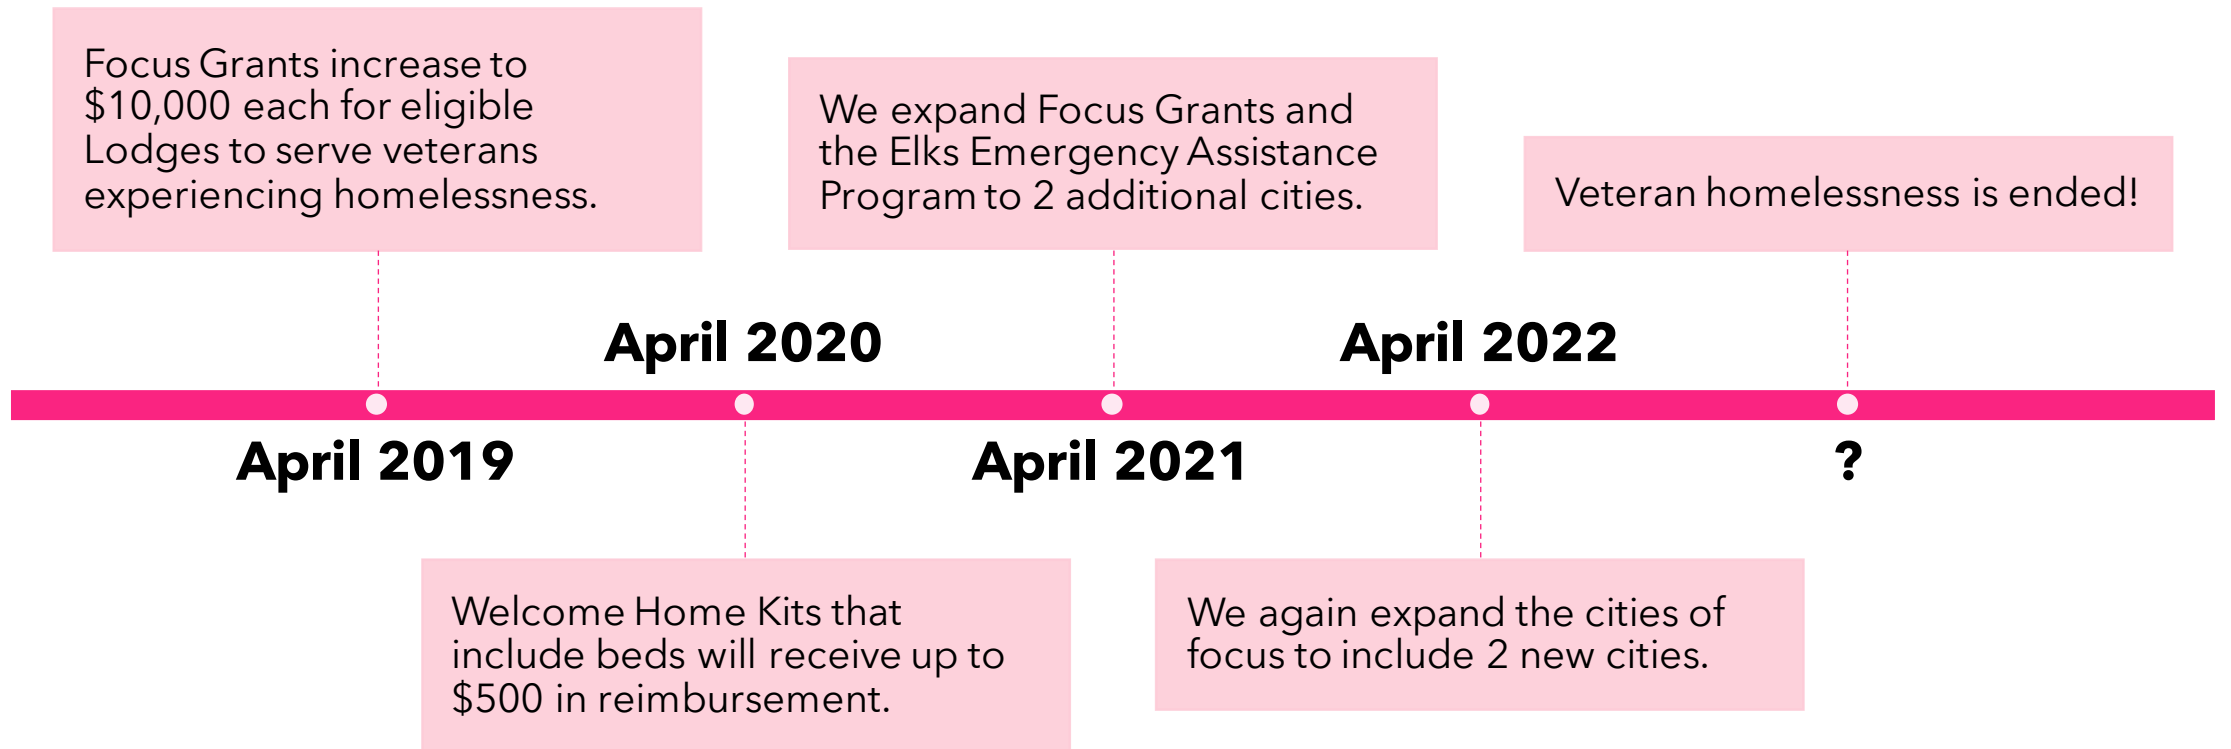 Focus Grants increase to
$10,000 each for eligible
Lodges to serve veterans
experiencing homelessness.
We expand Focus Grants and
the Elks Emergency Assistance
Program to 2 additional cities.
Veteran homelessness is ended!
April 2020
April 2022
April 2019
April 2021
?
Welcome Home Kits that
include beds will receive up to
$500 in reimbursement.
We again expand the cities of
focus to include 2 new cities.